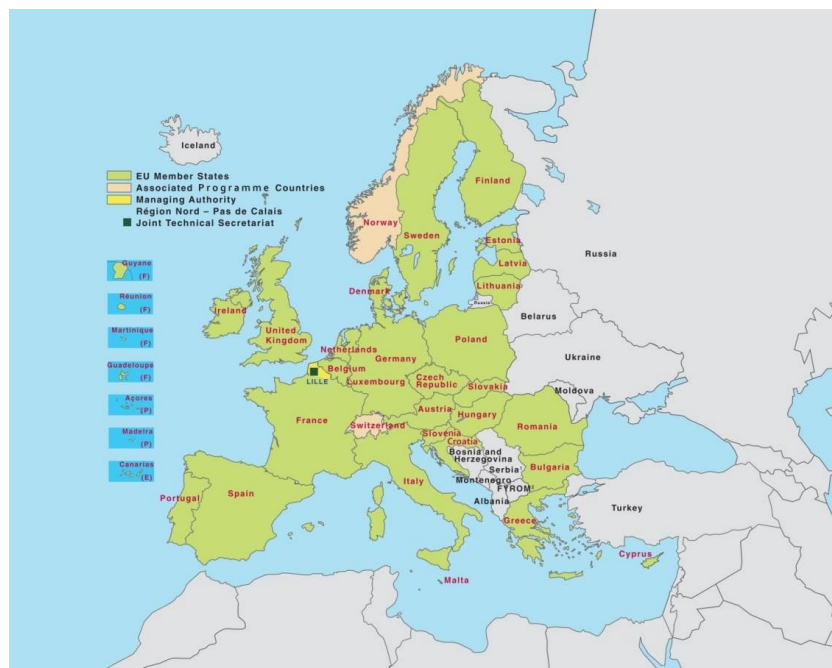 Iceland
EU Member States
Associated Programme Countries
Managing Authority
Région Nord – Pas de Calais
Joint Technical Secretariat
Finland
Norway
Sweden
Estonia
Russia
Guyane
(F)
Latvia
Lithuania
Denmark
Réunion
(F)
Ireland
Russia
Belarus
United
Kingdom
Martinique
(F)
Netherlands
Poland
Germany
Ukraine
Belgium
Guadeloupe
(F)
LILLE
Luxembourg
Czech
Republic
Slovakia
Moldova
Açores
(P)
Austria
Hungary
France
Switzerland
Romania
Madeira
(P)
Slovenia
Croatia
Bosnia and
Herzegovina
Serbia
Canarias
(E)
Bulgaria
Montenegro
Italy
FYROM
Portugal
Spain
Albania
Turkey
Greece
Cyprus
Malta